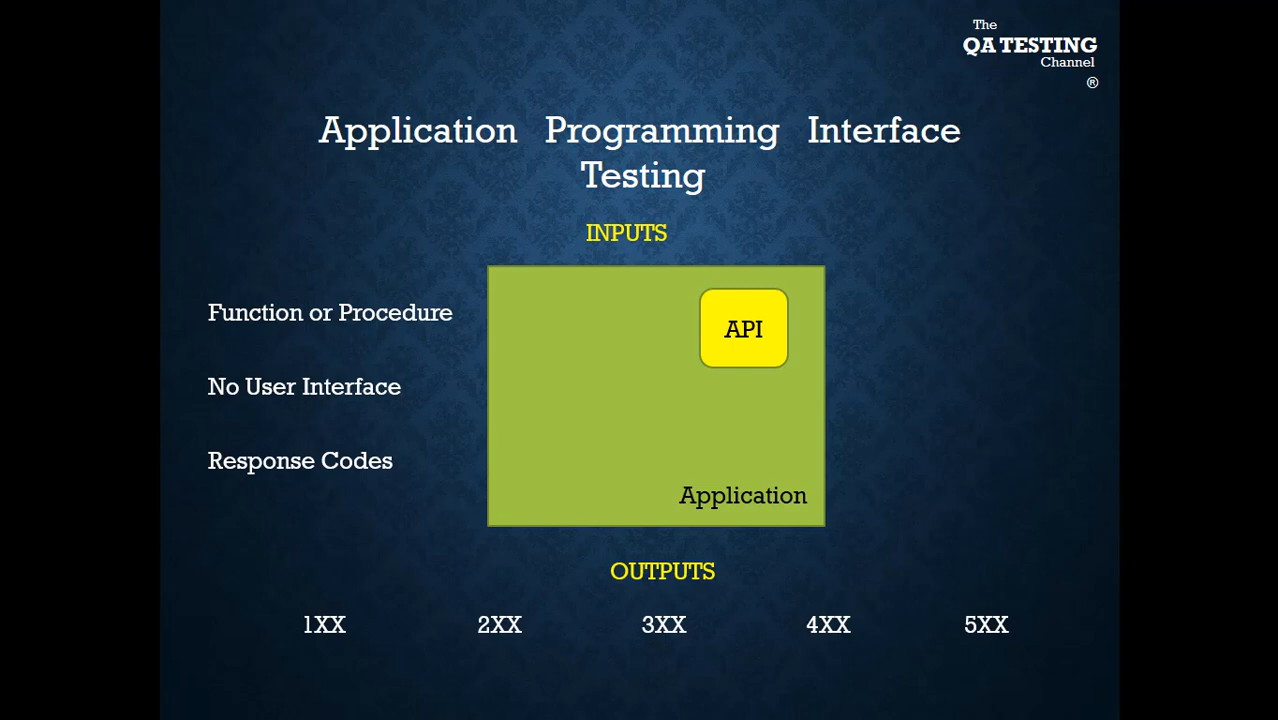 The
QA TESTING
Channel
®
Application Programming Interface
Testing
INPUTS
Function or Procedure
No User Interface
Response Codes
API
Application
OUTPUTS
1XX 2XX 3XX 4XX 5XX